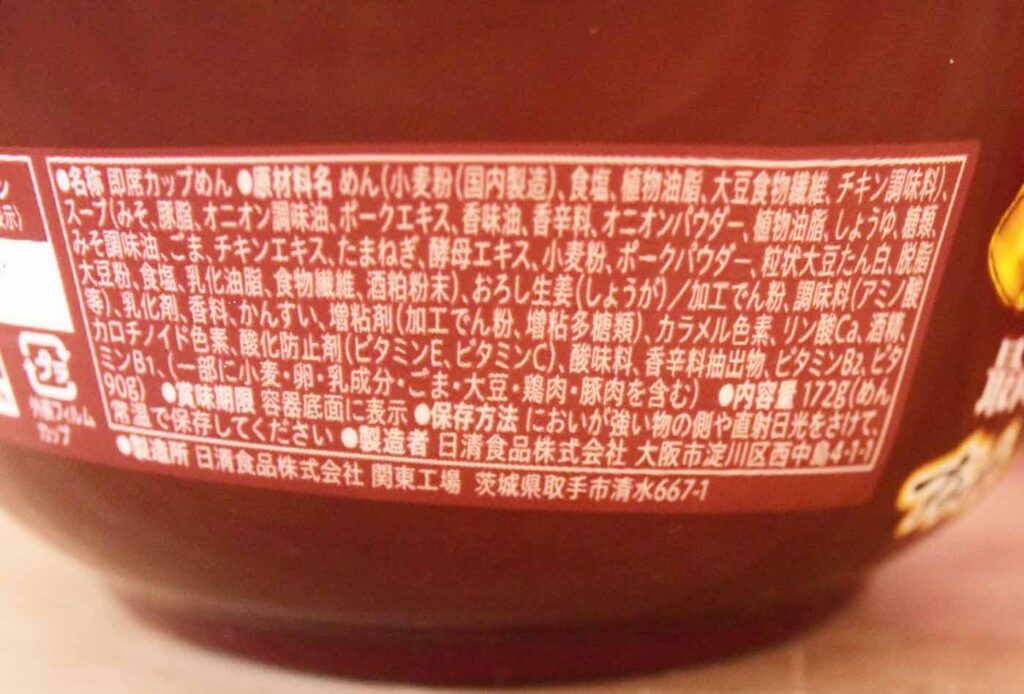 ●名称 即席カップめん ●原材料名 めん(小麦粉(国内製造)、食塩、植物油脂、大豆食物繊維、チキン調味料)、
スープ(みそ、豚脂、オニオン調味油、ポークエキス、香味油、香辛料、オニオンパウダー、植物油脂、しょうゆ、糖類、
みそ調味油、ごま、チキンエキス、たまねぎ、酵母エキス、小麦粉、ポークパウダー、粒状大豆たん白、脱脂
大豆粉、食塩、乳化油脂、食物繊維、酒粕粉末)、おろし生姜(しょうが)/加工でん粉、調味料(アミノ酸
等)、乳化剤、香料、かんすい、増粘剤(加工でん粉、増粘多糖類)、カラメル色素、リン酸Ca、酒精、
カロチノイド色素、酸化防止剤(ビタミンE、ビタミンC)、酸味料、香辛料抽出物、ビタミンB2、ビタ
ミンB1、(一部に小麦・卵・乳成分・ごま・大豆・鶏肉・豚肉を含む) ●内容量 172g(めん
90g) ●賞味期限 容器底面に表示 ●保存方法 においが強い物の側や直射日光をさけて、
常温で保存してください ●製造者 日清食品株式会社 大阪市淀川区西中島4-1-1
●製造所 日清食品株式会社 関東工場 茨城県取手市清水667-1
ン
示)
プラ
外装フィルム
カップ